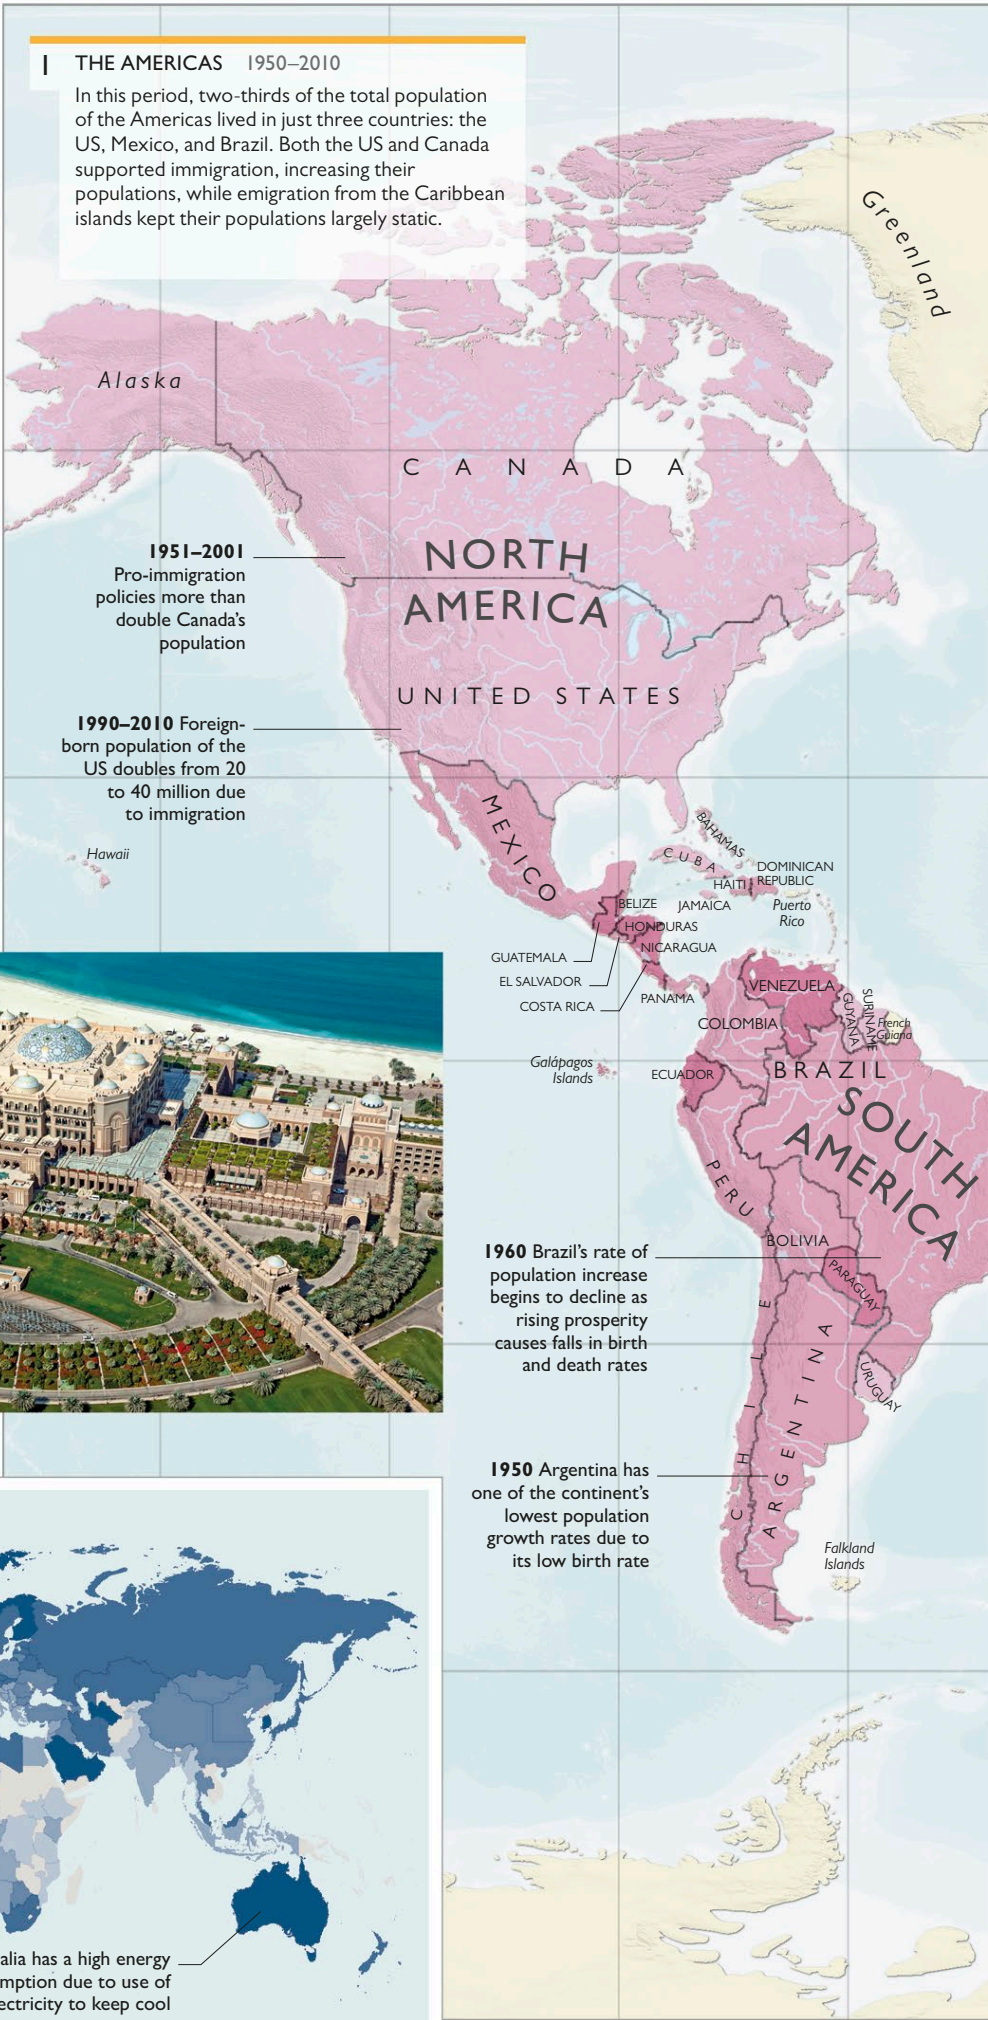 1 THE AMERICAS 1950–2010
In this period, two-thirds of the total population
of the Americas lived in just three countries: the
US, Mexico, and Brazil. Both the US and Canada
supported immigration, increasing their
populations, while emigration from the Caribbean
islands kept their populations largely static.
Greenland
Alaska
CANADA
NORTH
AMERICA
1951–2001
Pro-immigration
policies more than
double Canada's
population
UNITED STATES
1990–2010 Foreign-
born population of the
US doubles from 20
to 40 million due
to immigration
MEXICO
Hawaii
BAHAMAS
CUBA
DOMINICAN
REPUBLIC
HAITI
BELIZE
JAMAICA
Puerto
Rico
HONDURAS
NICARAGUA
GUATEMALA
EL SALVADOR
COSTA RICA
PANAMA
VENEZUELA
GUYANA
SURINAME
French
Guiana
COLOMBIA
Galápagos
Islands
ECUADOR
BRAZIL
SOUTH
AMERICA
PERU
BOLIVIA
1960 Brazil's rate of
population increase
begins to decline as
rising prosperity
causes falls in birth
and death rates
PARAGUAY
CHILE
ARGENTINA
URUGUAY
1950 Argentina has
one of the continent's
lowest population
growth rates due to
its low birth rate
Falkland
Islands
alia has a high energy
mption due to use of
ectricity to keep cool